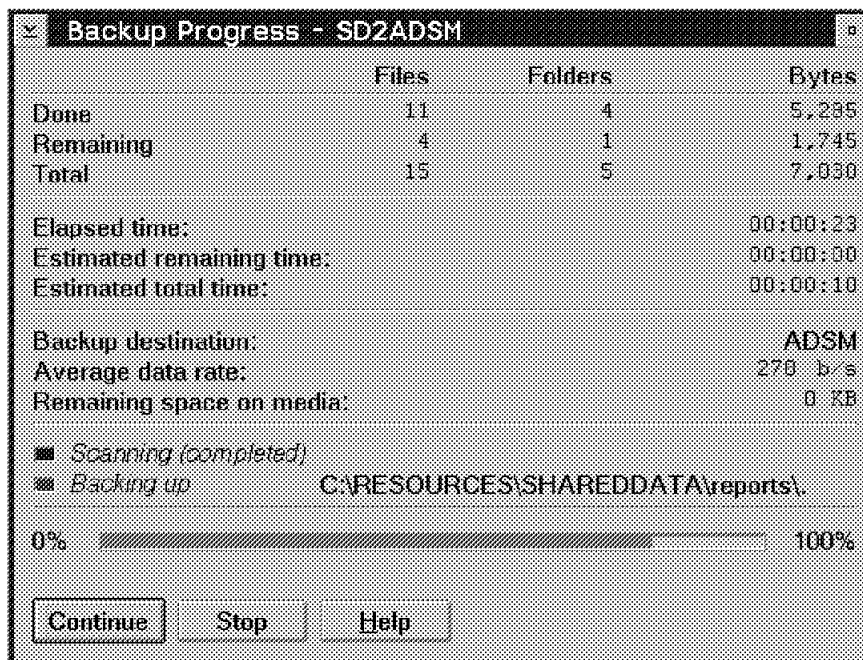 Backup Progress - SD2ADSM
Files Folders Bytes
Done 11 4 5,285
Remaining 4 1 1,745
Total 15 5 7,030
Elapsed time: 00:00:23
Estimated remaining time: 00:00:00
Estimated total time: 00:00:10
Backup destination: ADSM
Average data rate: 270 b/s
Remaining space on media: 0 KB
Scanning (completed)
Backing up C:\RESOURCES\SHAREDDATA\reports\.
0% 100%
Continue Stop Help